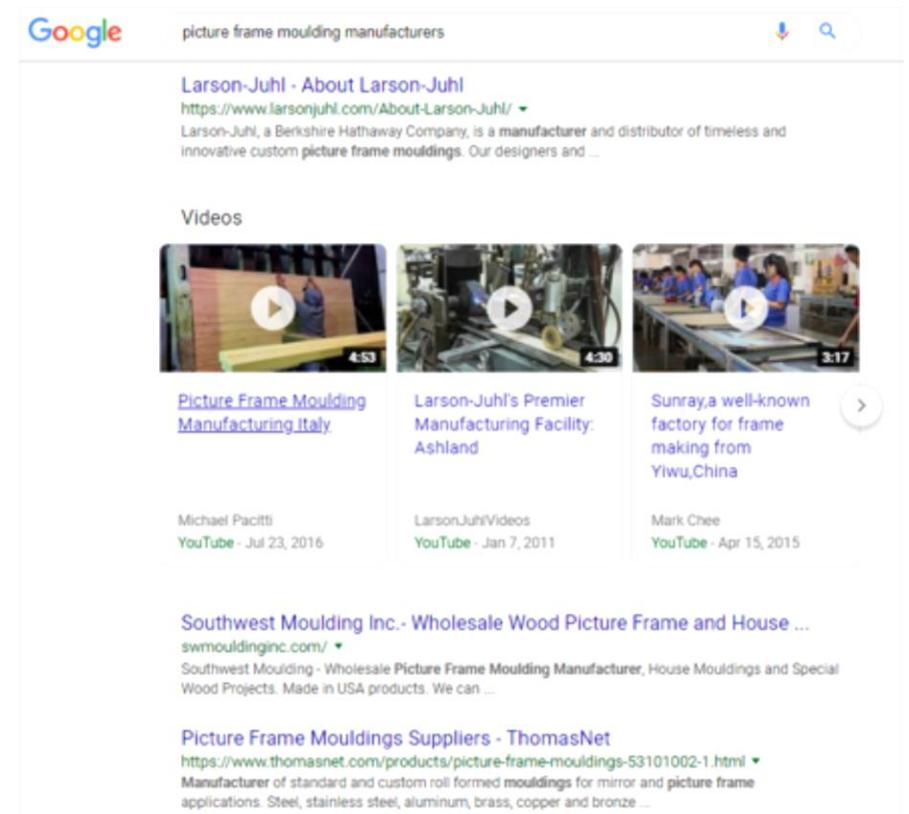 Google
picture frame moulding manufacturers
Larson-Juhl - About Larson-Juhl
https://www.larsonjuhl.com/About-Larson-Juhl/
Larson-Juhl, a Berkshire Hathaway Company, is a manufacturer and distributor of timeless and
innovative custom picture frame mouldings. Our designers and ...
Videos
4:53
4:30
3:17
Picture Frame Moulding
Manufacturing Italy
Larson-Juhl's Premier
Manufacturing Facility:
Ashland
Sunray,a well-known
factory for frame
making from
Yiwu,China
Michael Pacitti
YouTube - Jul 23, 2016
LarsonJuhlVideos
YouTube - Jan 7, 2011
Mark Chee
YouTube - Apr 15, 2015
Southwest Moulding Inc.- Wholesale Wood Picture Frame and House ...
swmouldinginc.com/
Southwest Moulding - Wholesale Picture Frame Moulding Manufacturer, House Mouldings and Special
Wood Projects. Made in USA products. We can ...
Picture Frame Mouldings Suppliers - ThomasNet
https://www.thomasnet.com/products/picture-frame-mouldings-53101002-1.html
Manufacturer of standard and custom roll formed mouldings for mirror and picture frame
applications. Steel, stainless steel, aluminum, brass, copper and bronze ...